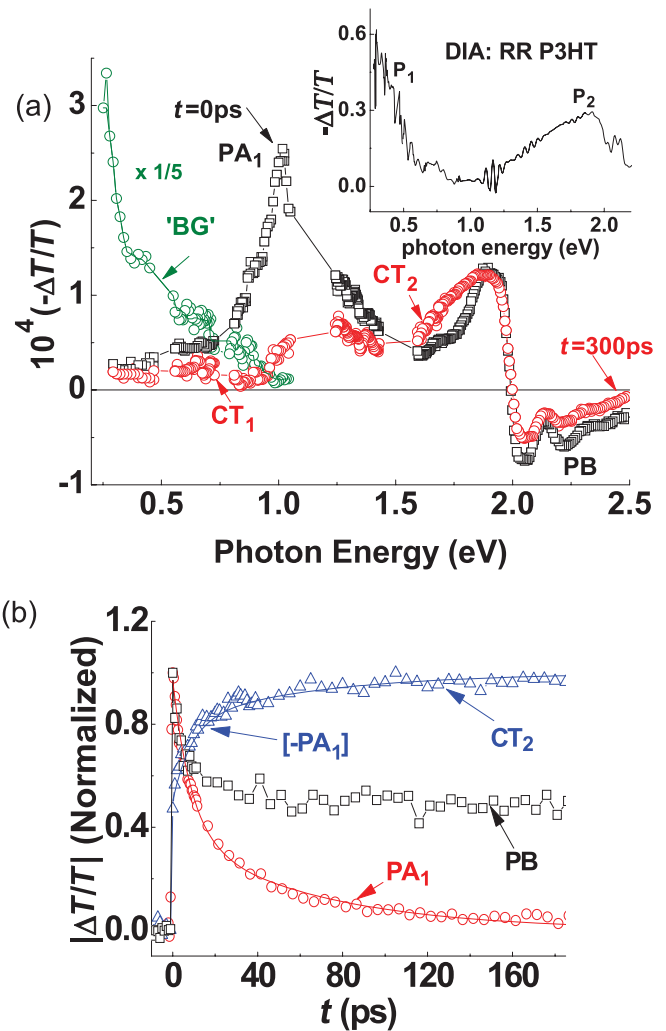 (a)
10⁴ (-ΔT/T)
3
2
1
0
-1
0.5
1.0
1.5
2.0
2.5
Photon Energy (eV)
x 1/5
'BG'
t=0ps
PA₁
CT₁
CT₂
t=300ps
PB
DIA: RR P3HT
-ΔT/T
0.6
0.3
0.0
P₁
P₂
0.5
1.0
1.5
2.0
photon energy (eV)
(b)
|ΔT/T| (Normalized)
1.2
0.8
0.4
0.0
[-PA₁]
CT₂
PB
PA₁
0
40
80
120
160
t (ps)